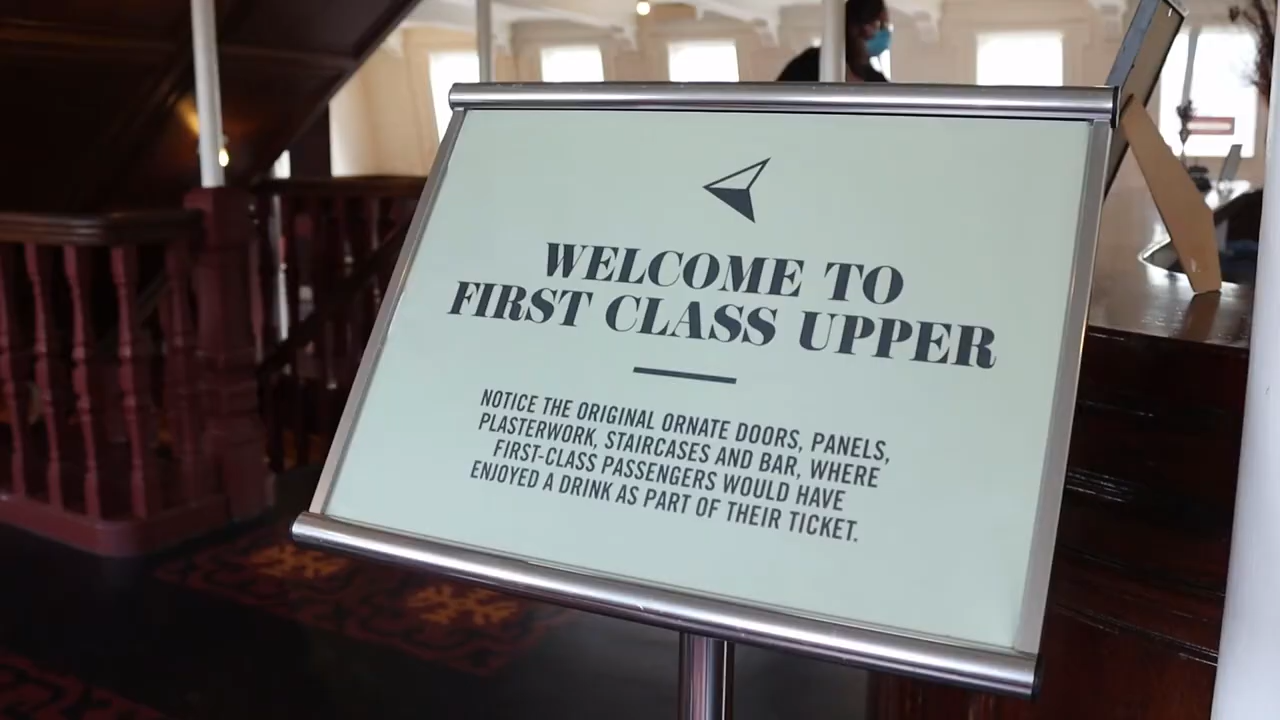 WELCOME TO
FIRST CLASS UPPER
NOTICE THE ORIGINAL ORNATE DOORS, PANELS,
PLASTERWORK, STAIRCASES AND BAR, WHERE
FIRST-CLASS PASSENGERS WOULD HAVE
ENJOYED A DRINK AS PART OF THEIR TICKET.